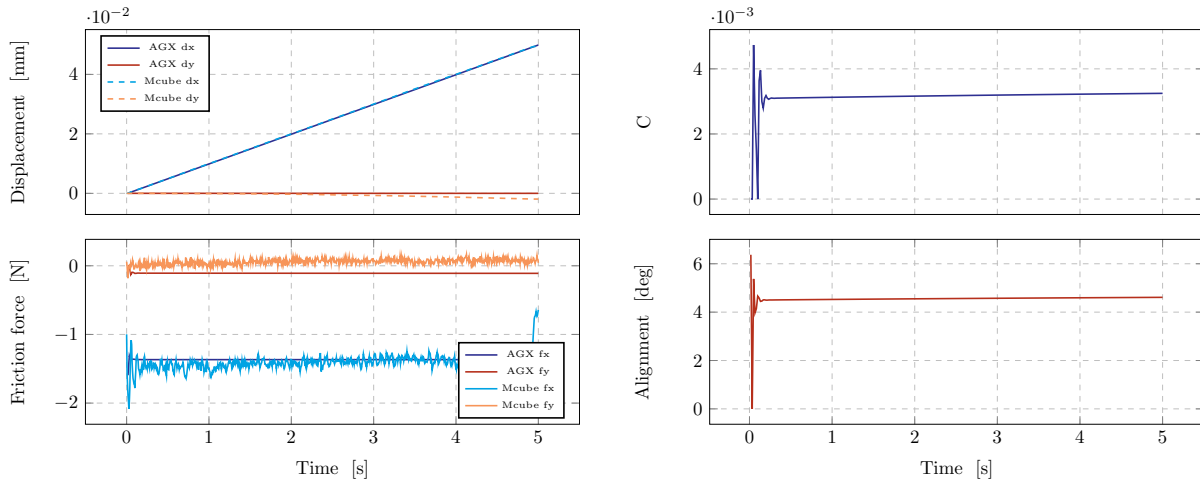 ·10−2
Displacement [mm]
4
2
0
AGX dx
AGX dy
Mcube dx
Mcube dy
·10−3
C
4
2
0
Friction force [N]
0
−1
−2
AGX fx
AGX fy
Mcube fx
Mcube fy
0 1 2 3 4 5
Time [s]
Alignment [deg]
6
4
2
0
0 1 2 3 4 5
Time [s]